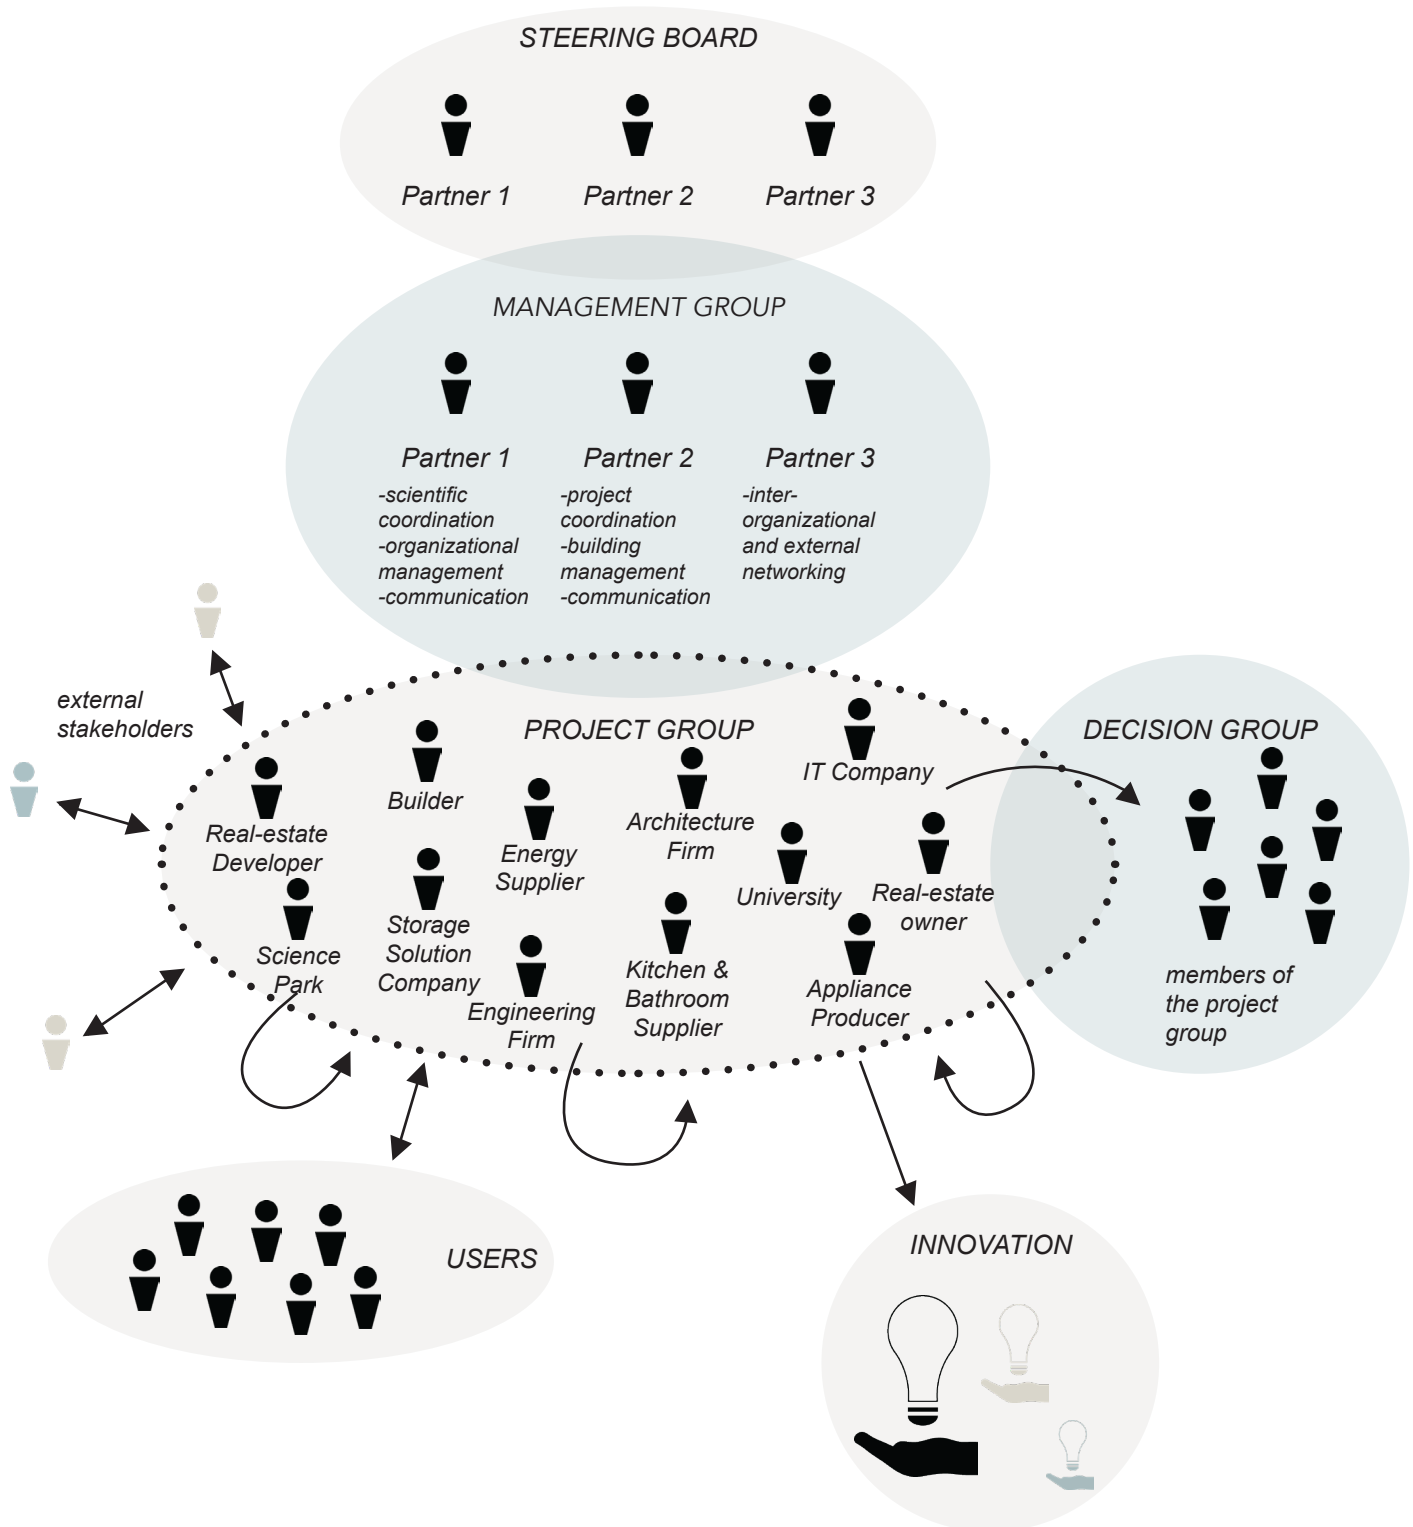 STEERING BOARD
Partner 1
Partner 2
Partner 3
MANAGEMENT GROUP
Partner 1
-scientific
coordination
-organizational
management
-communication
Partner 2
-project
coordination
-building
management
-communication
Partner 3
-inter-
organizational
and external
networking
external
stakeholders
PROJECT GROUP
IT Company
Builder
Architecture
Firm
Real-estate
Developer
Energy
Supplier
University
Real-estate
owner
Science
Park
Storage
Solution
Company
Engineering
Firm
Kitchen &
Bathroom
Supplier
Appliance
Producer
DECISION GROUP
members of
the project
group
USERS
INNOVATION